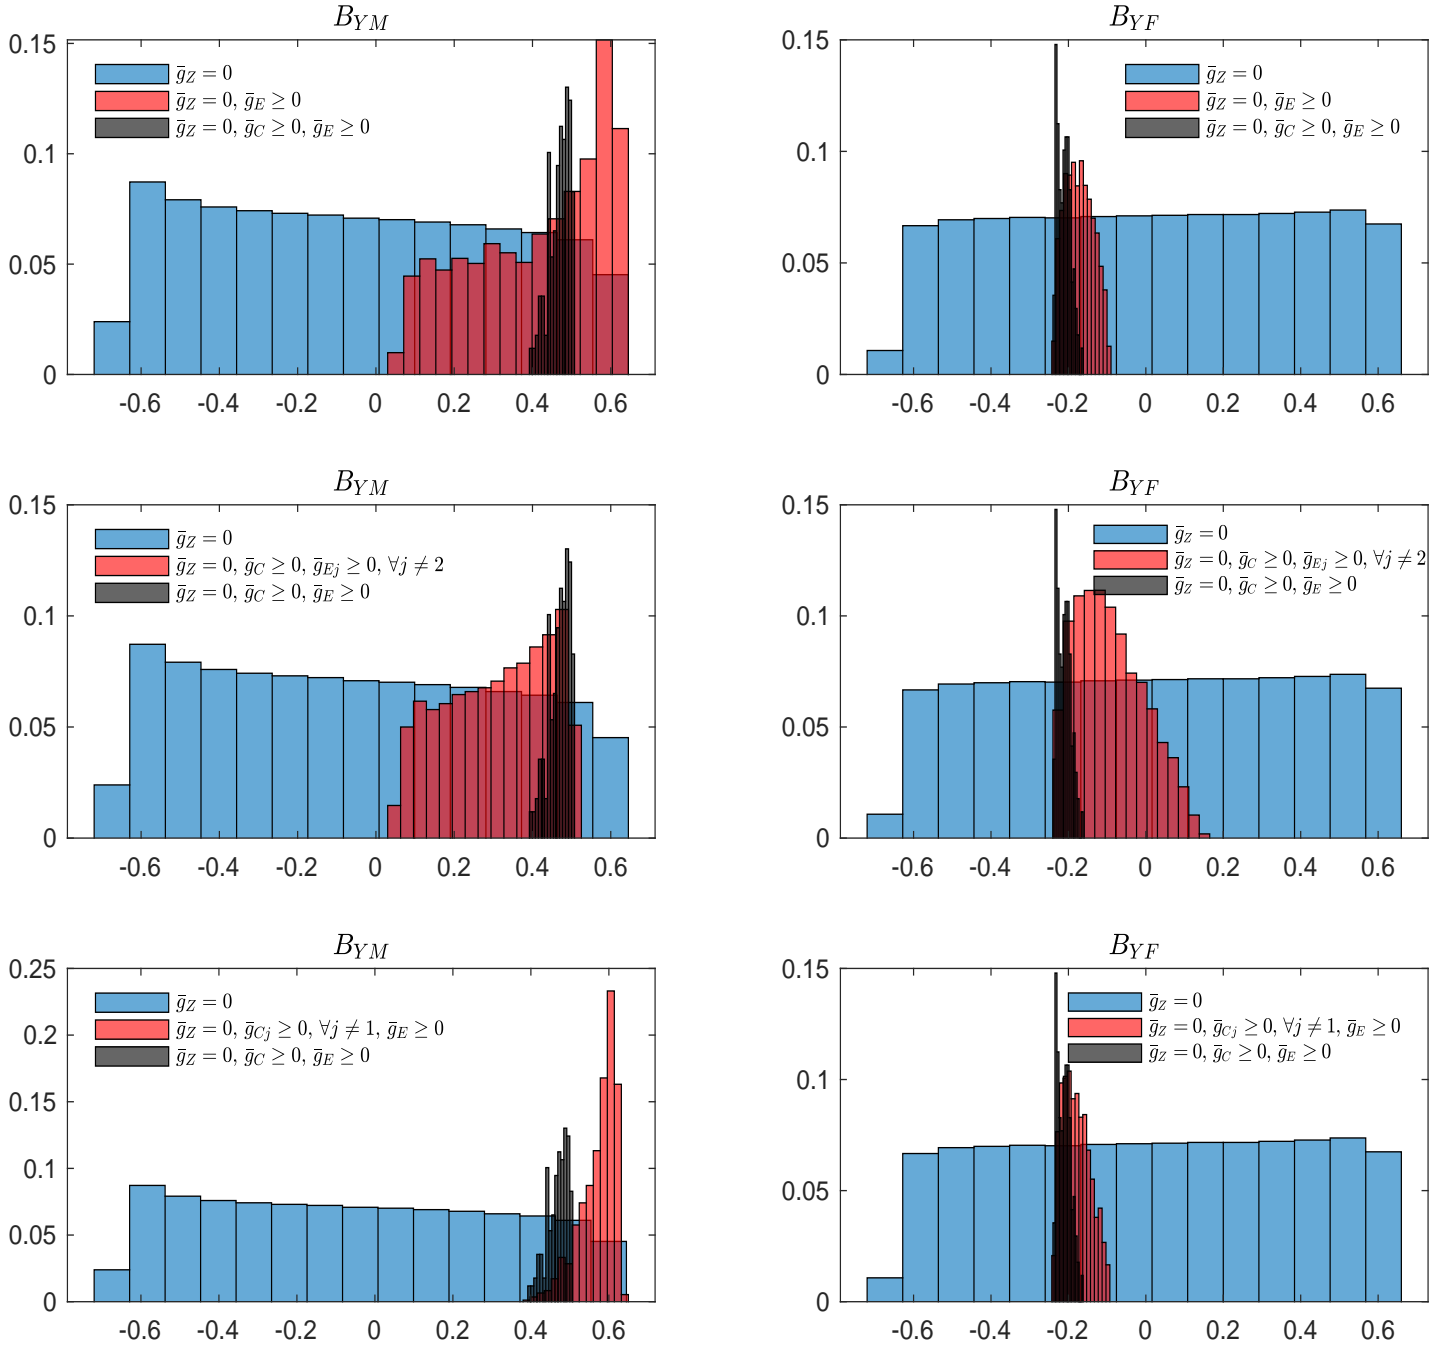 B_{YM}
0.15
0.1
0.05
0
ḡ_Z = 0
ḡ_Z = 0, ḡ_E ≥ 0
ḡ_Z = 0, ḡ_C ≥ 0, ḡ_E ≥ 0
-0.6 -0.4 -0.2 0 0.2 0.4 0.6
B_{YF}
0.15
0.1
0.05
0
ḡ_Z = 0
ḡ_Z = 0, ḡ_E ≥ 0
ḡ_Z = 0, ḡ_C ≥ 0, ḡ_E ≥ 0
-0.6 -0.4 -0.2 0 0.2 0.4 0.6
B_{YM}
0.15
0.1
0.05
0
ḡ_Z = 0
ḡ_Z = 0, ḡ_C ≥ 0, ḡ_{Ej} ≥ 0, ∀j ≠ 2
ḡ_Z = 0, ḡ_C ≥ 0, ḡ_E ≥ 0
-0.6 -0.4 -0.2 0 0.2 0.4 0.6
B_{YF}
0.15
0.1
0.05
0
ḡ_Z = 0
ḡ_Z = 0, ḡ_C ≥ 0, ḡ_{Ej} ≥ 0, ∀j ≠ 2
ḡ_Z = 0, ḡ_C ≥ 0, ḡ_E ≥ 0
-0.6 -0.4 -0.2 0 0.2 0.4 0.6
B_{YM}
0.25
0.2
0.15
0.1
0.05
0
ḡ_Z = 0
ḡ_Z = 0, ḡ_{Cj} ≥ 0, ∀j ≠ 1, ḡ_E ≥ 0
ḡ_Z = 0, ḡ_C ≥ 0, ḡ_E ≥ 0
-0.6 -0.4 -0.2 0 0.2 0.4 0.6
B_{YF}
0.15
0.1
0.05
0
ḡ_Z = 0
ḡ_Z = 0, ḡ_{Cj} ≥ 0, ∀j ≠ 1, ḡ_E ≥ 0
ḡ_Z = 0, ḡ_C ≥ 0, ḡ_E ≥ 0
-0.6 -0.4 -0.2 0 0.2 0.4 0.6